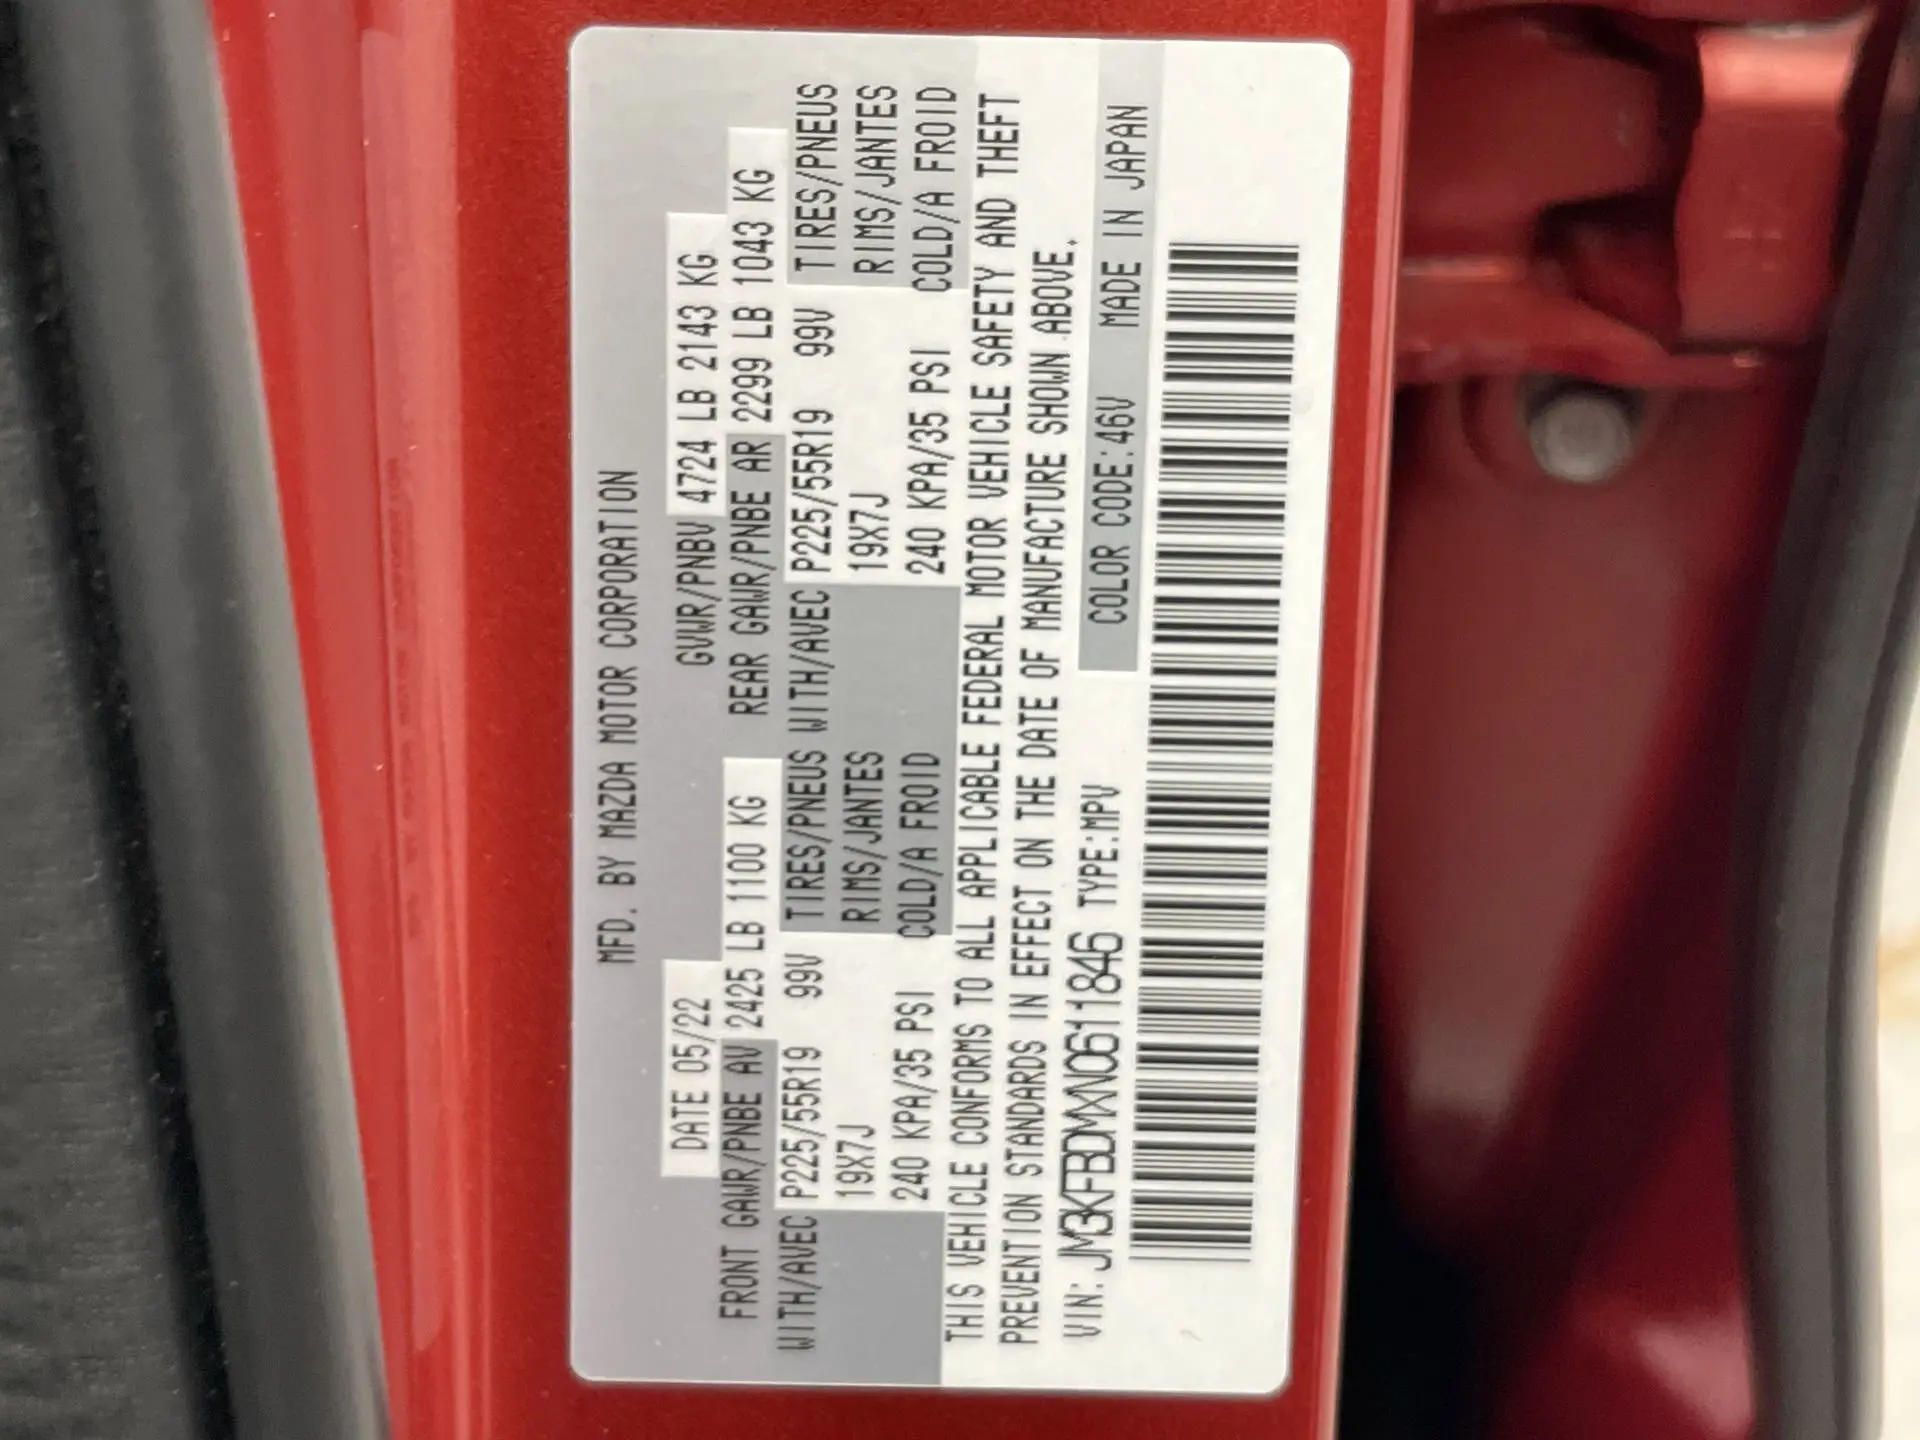 MFD. BY MAZDA MOTOR CORPORATION
DATE 05/22 GVWR/PNBV 4724 LB 2143 KG
FRONT GAWR/PNBE AV 2425 LB 1100 KG REAR GAWR/PNBE AR 2299 LB 1043 KG
WITH/AVEC P225/55R19 99V TIRES/PNEUS WITH/AVEC P225/55R19 99V TIRES/PNEUS
19X7J RIMS/JANTES 19X7J RIMS/JANTES
240 KPA/35 PSI COLD/A FROID 240 KPA/35 PSI COLD/A FROID
THIS VEHICLE CONFORMS TO ALL APPLICABLE FEDERAL MOTOR VEHICLE SAFETY AND THEFT
PREVENTION STANDARDS IN EFFECT ON THE DATE OF MANUFACTURE SHOWN ABOVE.
VIN: JM3KFBDMXN0611846 TYPE:MPV COLOR CODE:46V MADE IN JAPAN